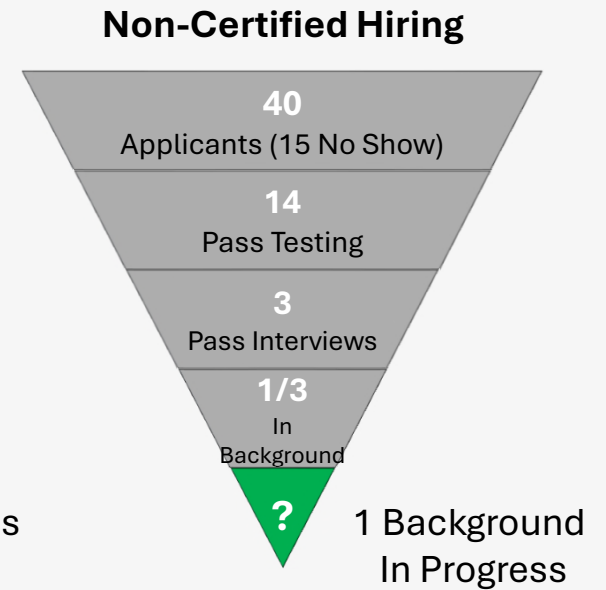 Non-Certified Hiring
40
Applicants (15 No Show)
14
Pass Testing
3
Pass Interviews
1/3
In
Background
?
s
1 Background
In Progress